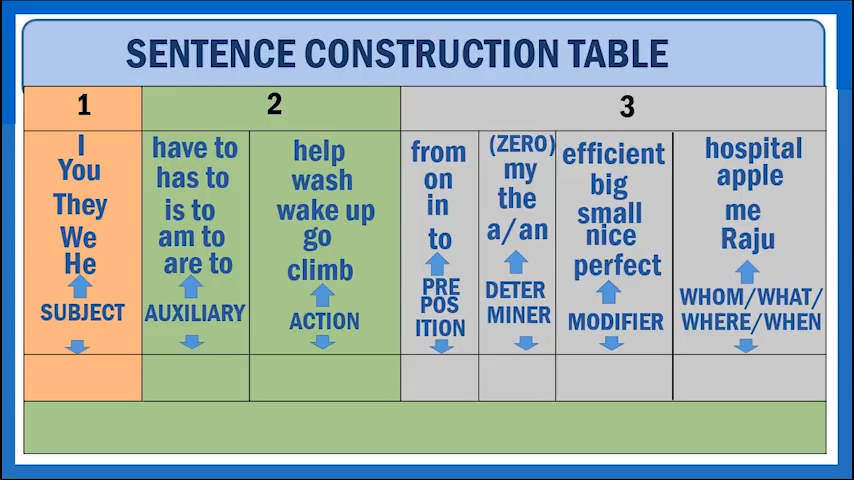 SENTENCE CONSTRUCTION TABLE
1
2
3
I
You
They
We
He
SUBJECT
have to
has to
is to
am to
are to
AUXILIARY
help
wash
wake up
go
climb
ACTION
from
on
in
to
PRE
POS
ITION
(ZERO)
my
the
a/an
DETER
MINER
efficient
big
small
nice
perfect
MODIFIER
hospital
apple
me
Raju
WHOM/WHAT/
WHERE/WHEN